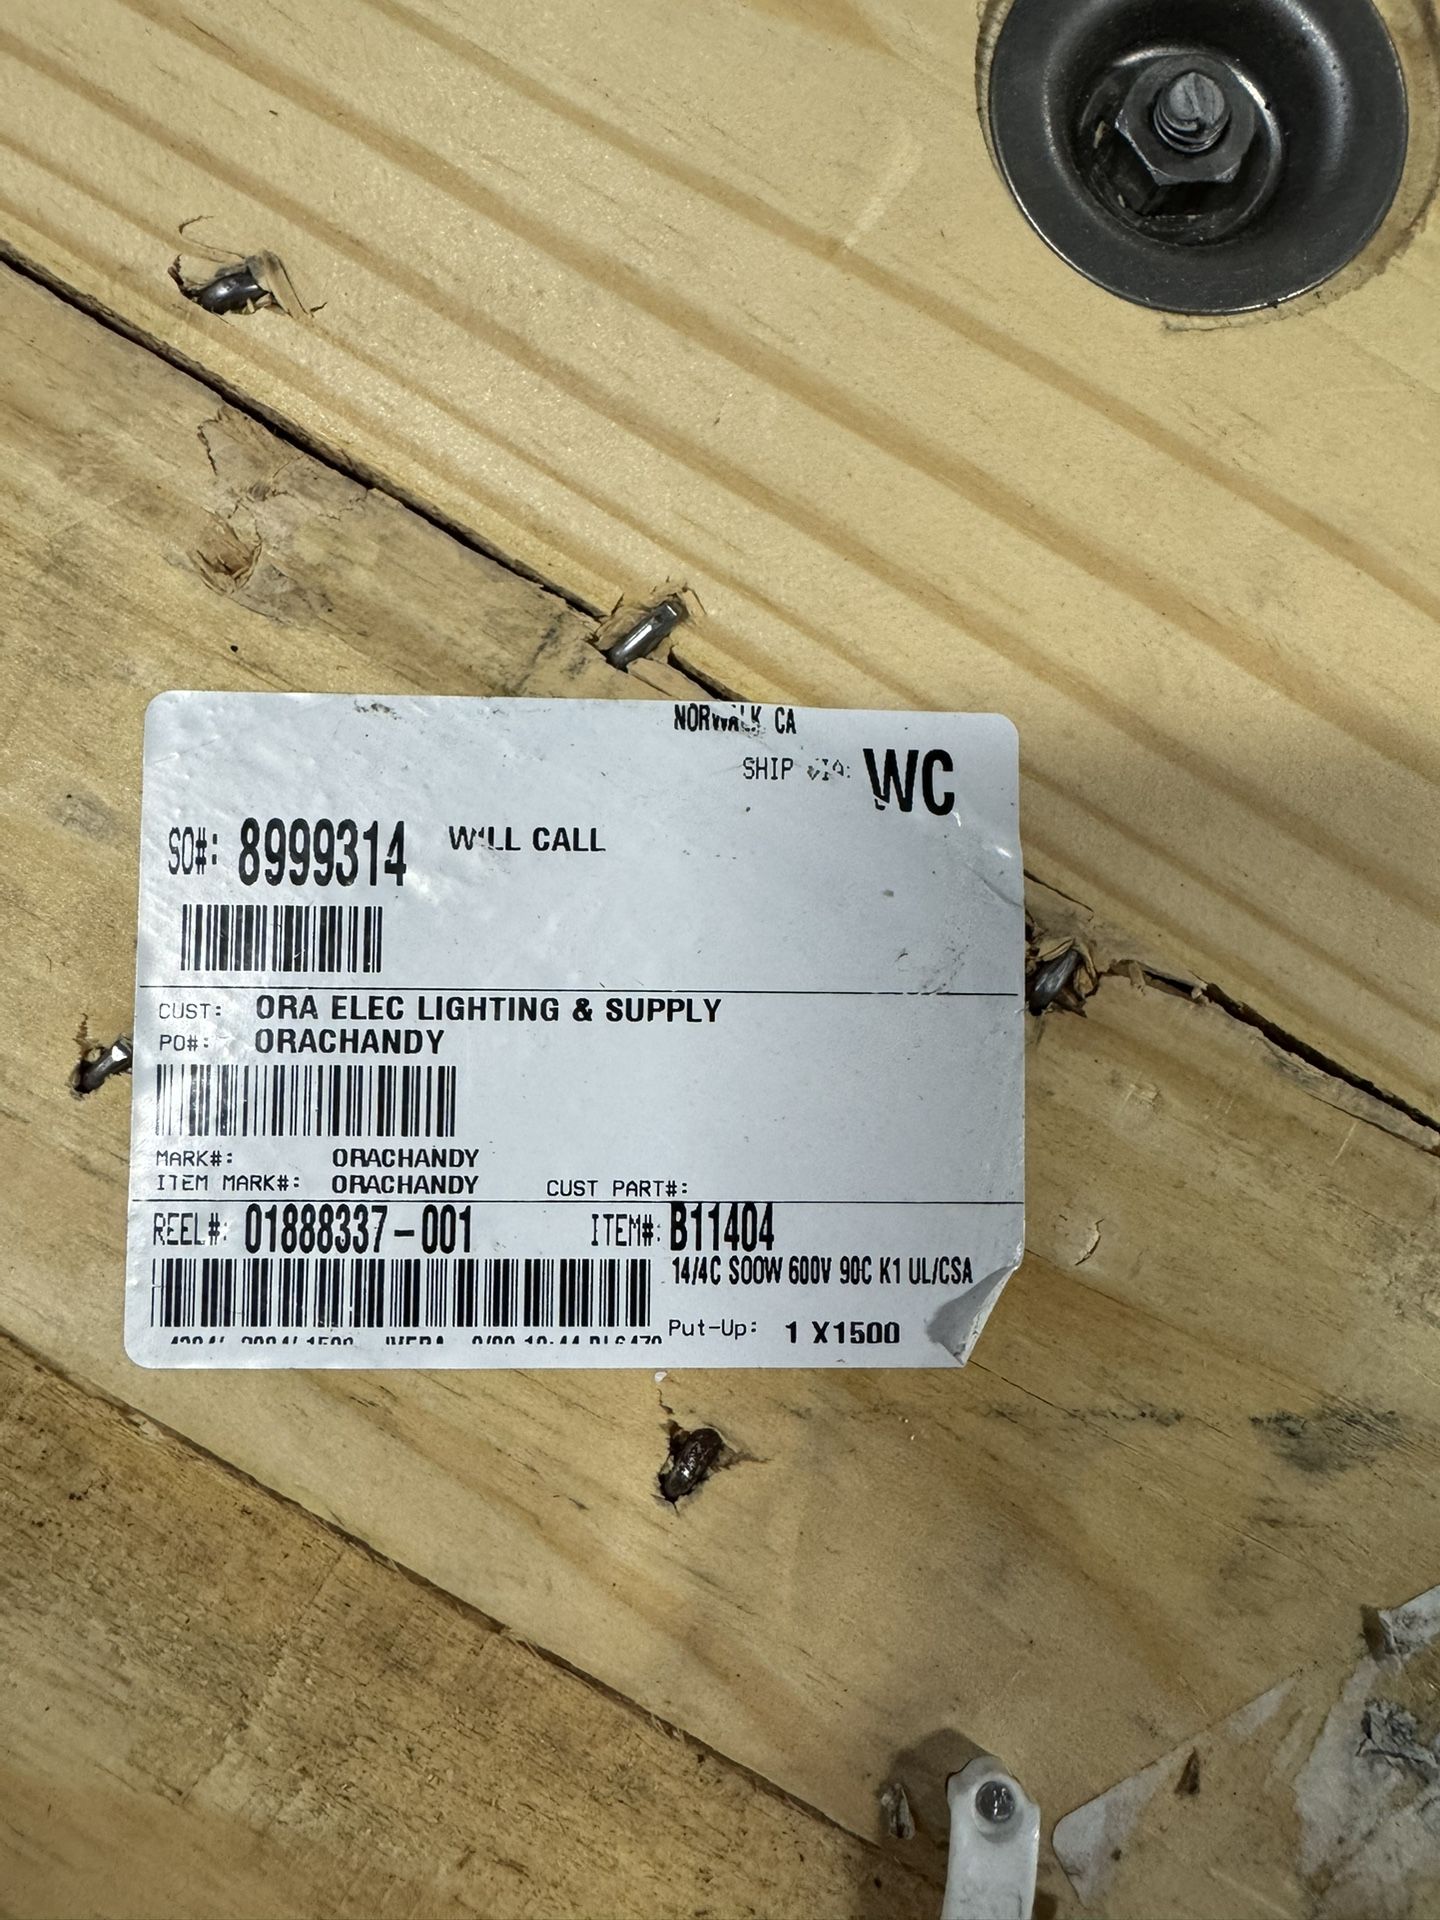 NORWALK CA
SHIP VIA: WC
SO#: 8999314 WILL CALL
CUST: ORA ELEC LIGHTING & SUPPLY
PO#: ORACHANDY
MARK#: ORACHANDY
ITEM MARK#: ORACHANDY CUST PART#:
REEL#: 01888337-001 ITEM#: B11404
14/4C SOOW 600V 90C K1 UL/CSA
Put-Up: 1 X1500